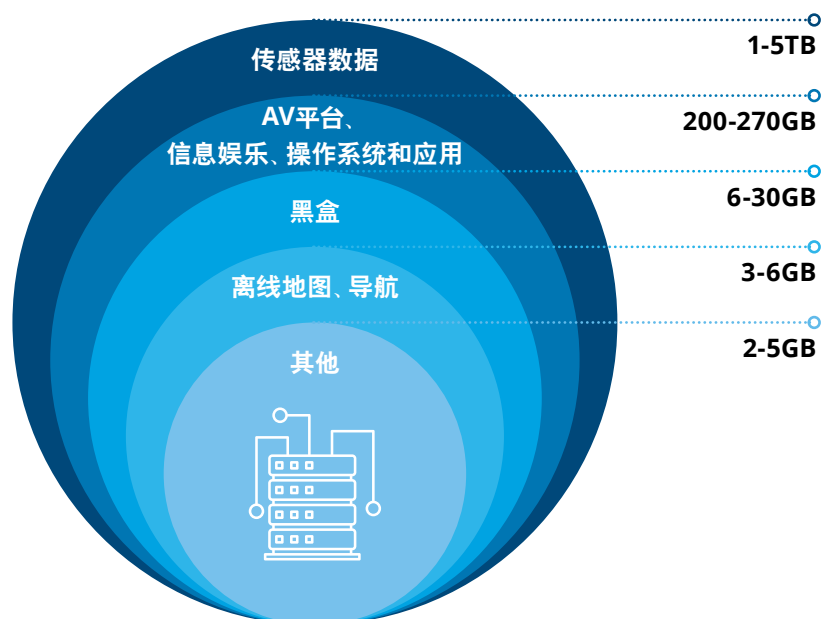 传感器数据
1-5TB
AV平台、
信息娱乐、操作系统和应用
200-270GB
黑盒
6-30GB
离线地图、导航
3-6GB
其他
2-5GB